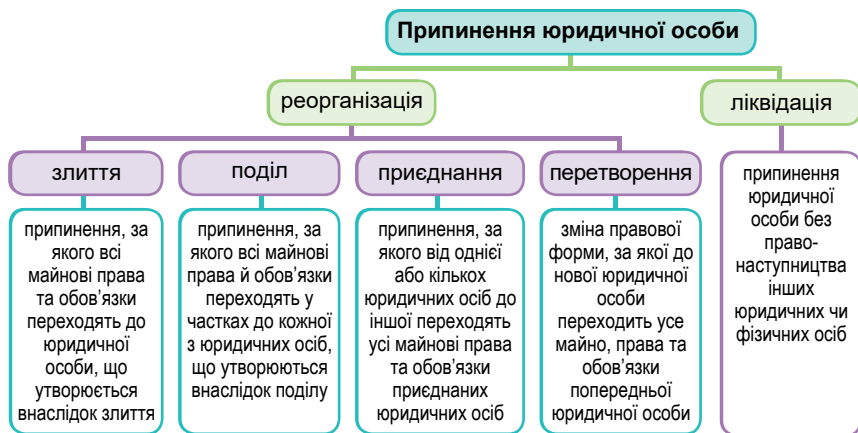 Припинення юридичної особи
реорганізація
ліквідація
злиття
поділ
приєднання
перетворення
припинення, за
якого всі
майнові права
та обов’язки
переходять до
юридичної
особи, що
утворюється
внаслідок злиття
припинення, за
якого всі майнові
права й обов’язки
переходять у
частках до кожної
з юридичних осіб,
що утворюються
внаслідок поділу
припинення, за
якого від однієї
або кількох
юридичних осіб до
іншої переходять
усі майнові права
та обов’язки
приєднаних
юридичних осіб
зміна правової
форми, за якої до
нової юридичної
особи
переходить усе
майно, права та
обов’язки
попередньої
юридичної особи
припинення
юридичної
особи без
право-
наступництва
інших
юридичних чи
фізичних осіб